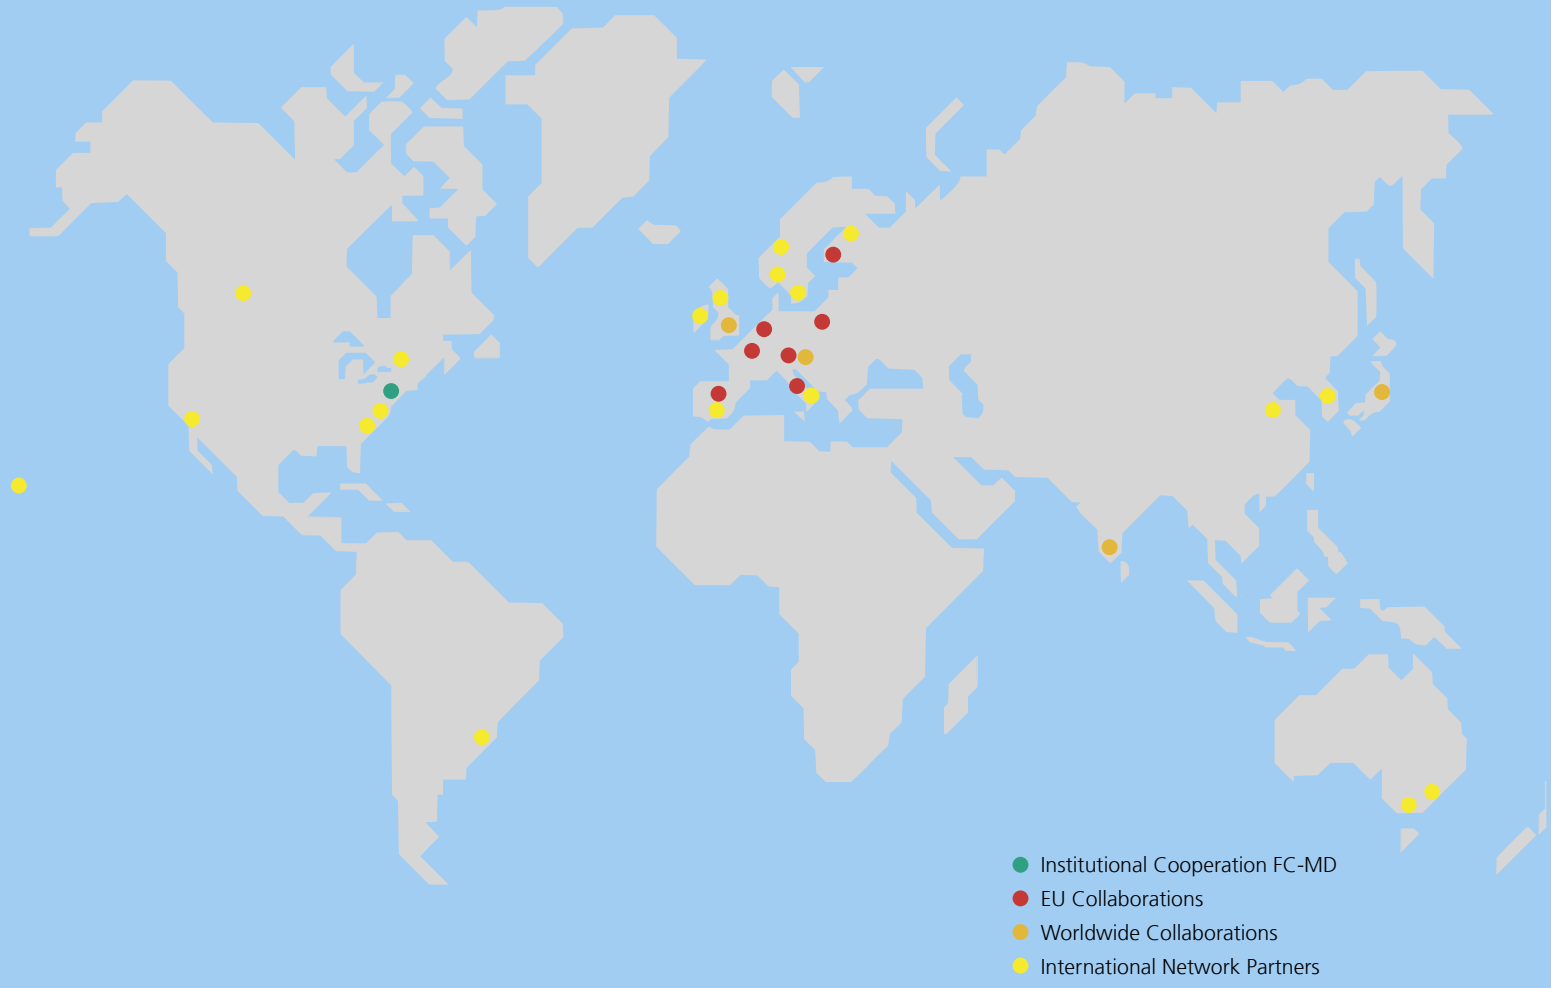 Institutional Cooperation FC-MD
EU Collaborations
Worldwide Collaborations
International Network Partners